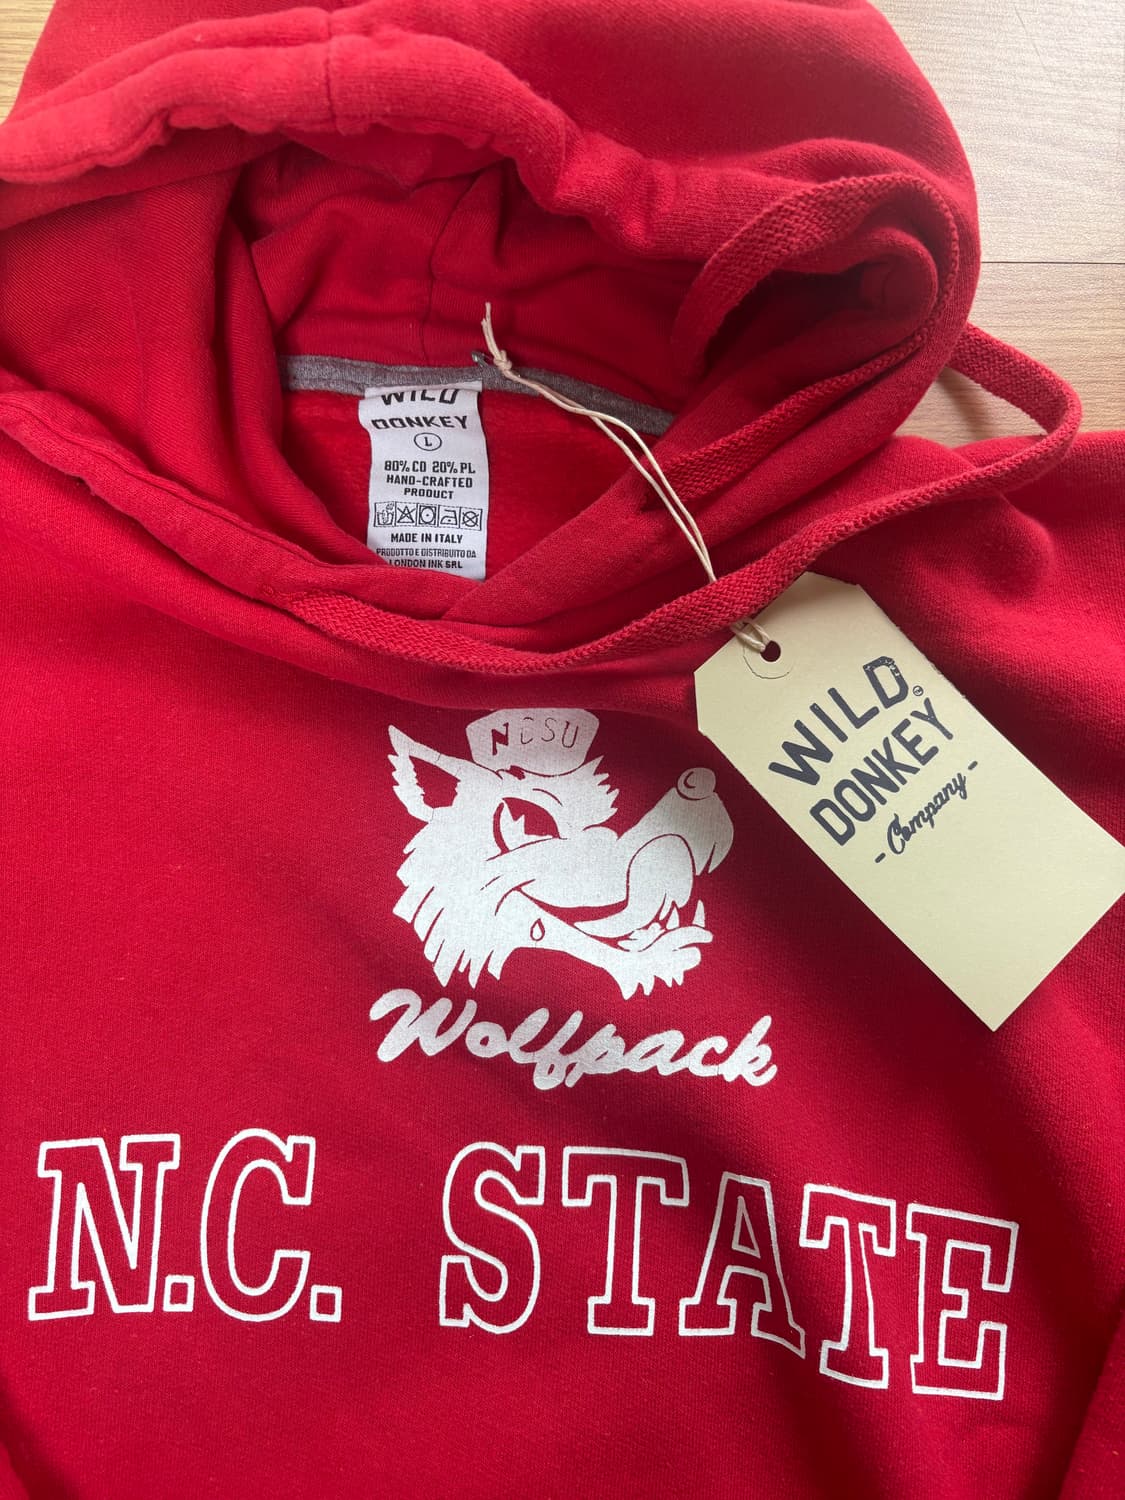 WILD
DONKEY
L
80% CO 20% PL
HAND-CRAFTED
PRODUCT
MADE IN ITALY
PRODOTTO E DISTRIBUITO DA
LONDON INK SRL
WILD
DONKEY
- Company -
NCSU
Wolfpack
N.C. STATE